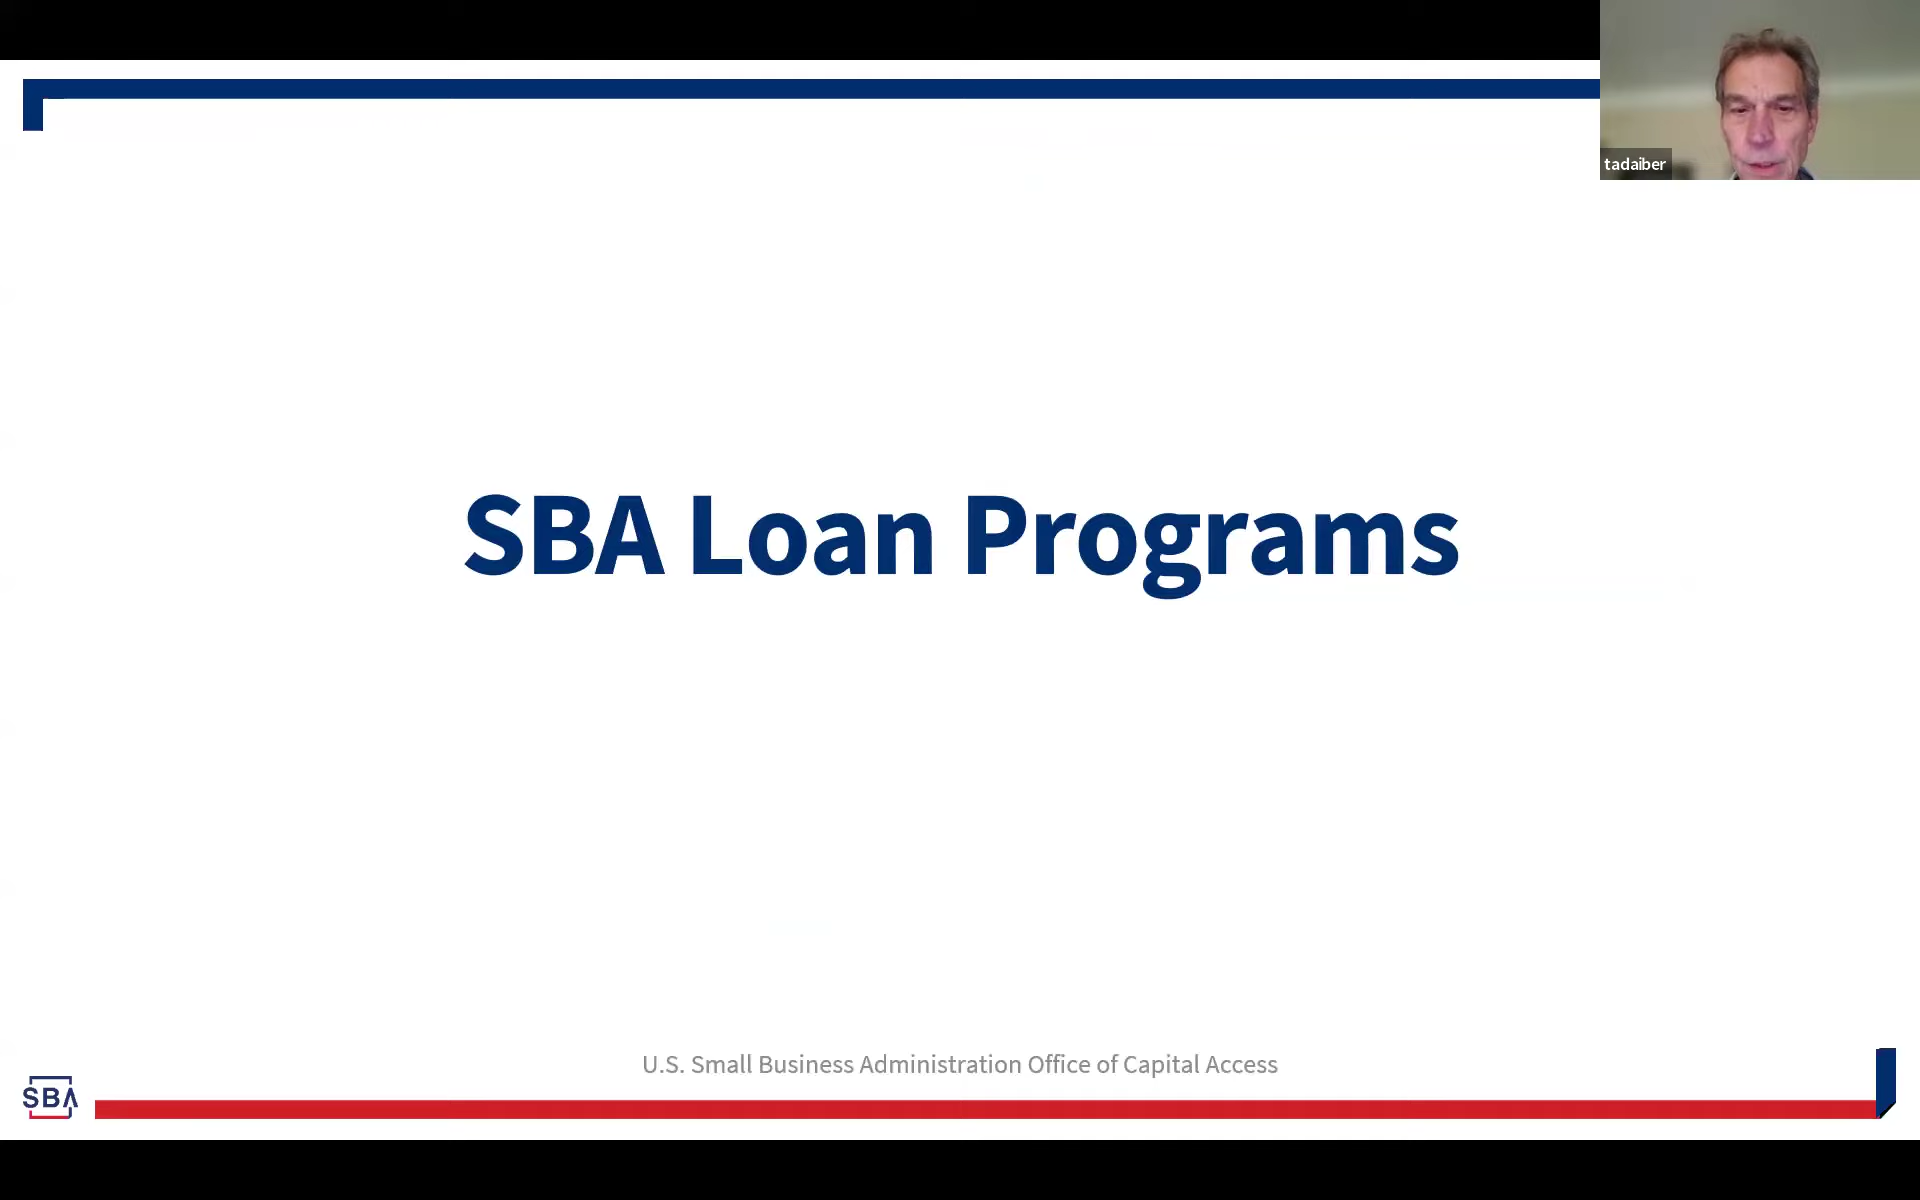 tadaiber
SBA Loan Programs
U.S. Small Business Administration Office of Capital Access
SBA